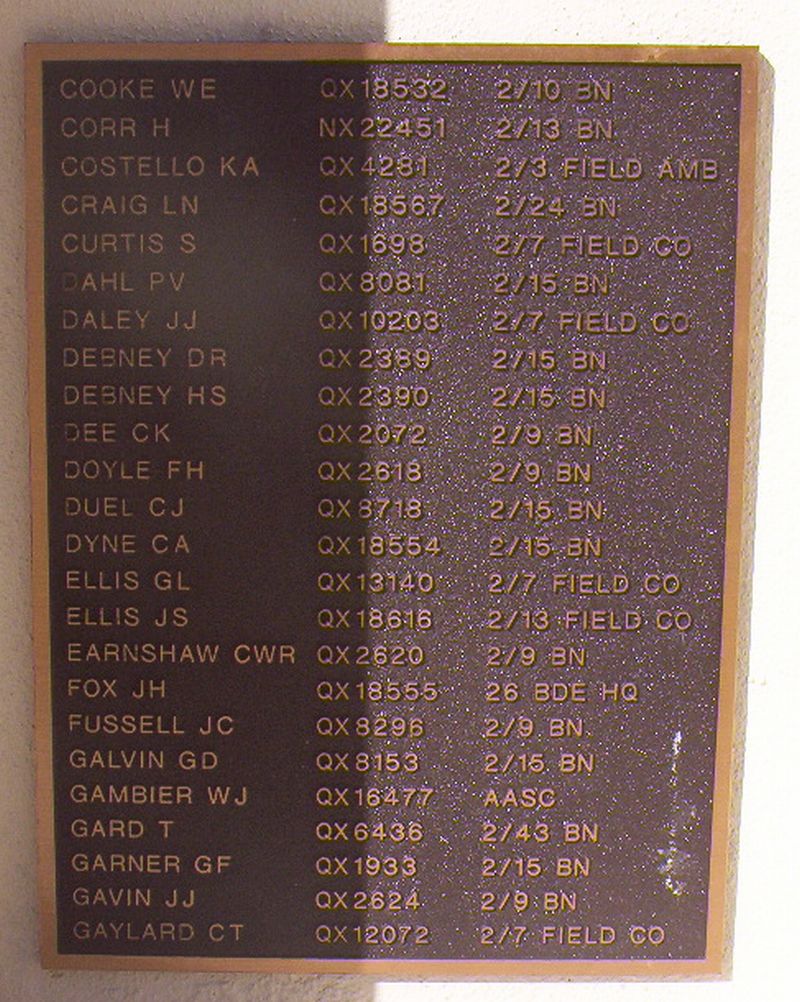 COOKE WE QX18532 2/10 BN
CORR H NX22451 2/13 BN
COSTELLO KA QX4281 2/3 FIELD AMB
CRAIG LN QX18567 2/24 BN
CURTIS S QX1698 2/7 FIELD CO
DAHL PV QX8081 2/15 BN
DALEY JJ QX10203 2/7 FIELD CO
DEBNEY DR QX2389 2/15 BN
DEBNEY HS QX2390 2/15 BN
DEE CK QX2072 2/9 BN
DOYLE FH QX2618 2/9 BN
DUEL CJ QX8718 2/15 BN
DYNE CA QX18554 2/15 BN
ELLIS GL QX13140 2/7 FIELD CO
ELLIS JS QX18616 2/13 FIELD CO
EARNSHAW CWR QX2620 2/9 BN
FOX JH QX18555 26 BDE HQ
FUSSELL JC QX8296 2/9 BN
GALVIN GD QX8153 2/15 BN
GAMBIER WJ QX16477 AASC
GARD T QX6436 2/43 BN
GARNER GF QX1933 2/15 BN
GAVIN JJ QX2624 2/9 BN
GAYLARD CT QX12072 2/7 FIELD CO